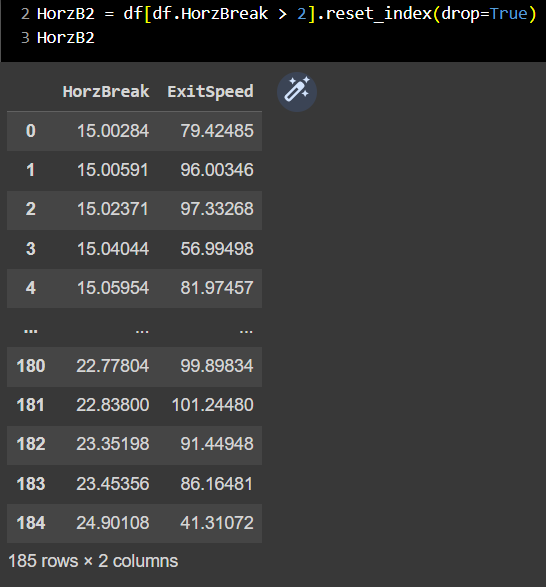 2 HorzB2 = df[df.HorzBreak > 2].reset_index(drop=True)
3 HorzB2
HorzBreak ExitSpeed
0 15.00284 79.42485
1 15.00591 96.00346
2 15.02371 97.33268
3 15.04044 56.99498
4 15.05954 81.97457
... ... ...
180 22.77804 99.89834
181 22.83800 101.24480
182 23.35198 91.44948
183 23.45356 86.16481
184 24.90108 41.31072
185 rows × 2 columns